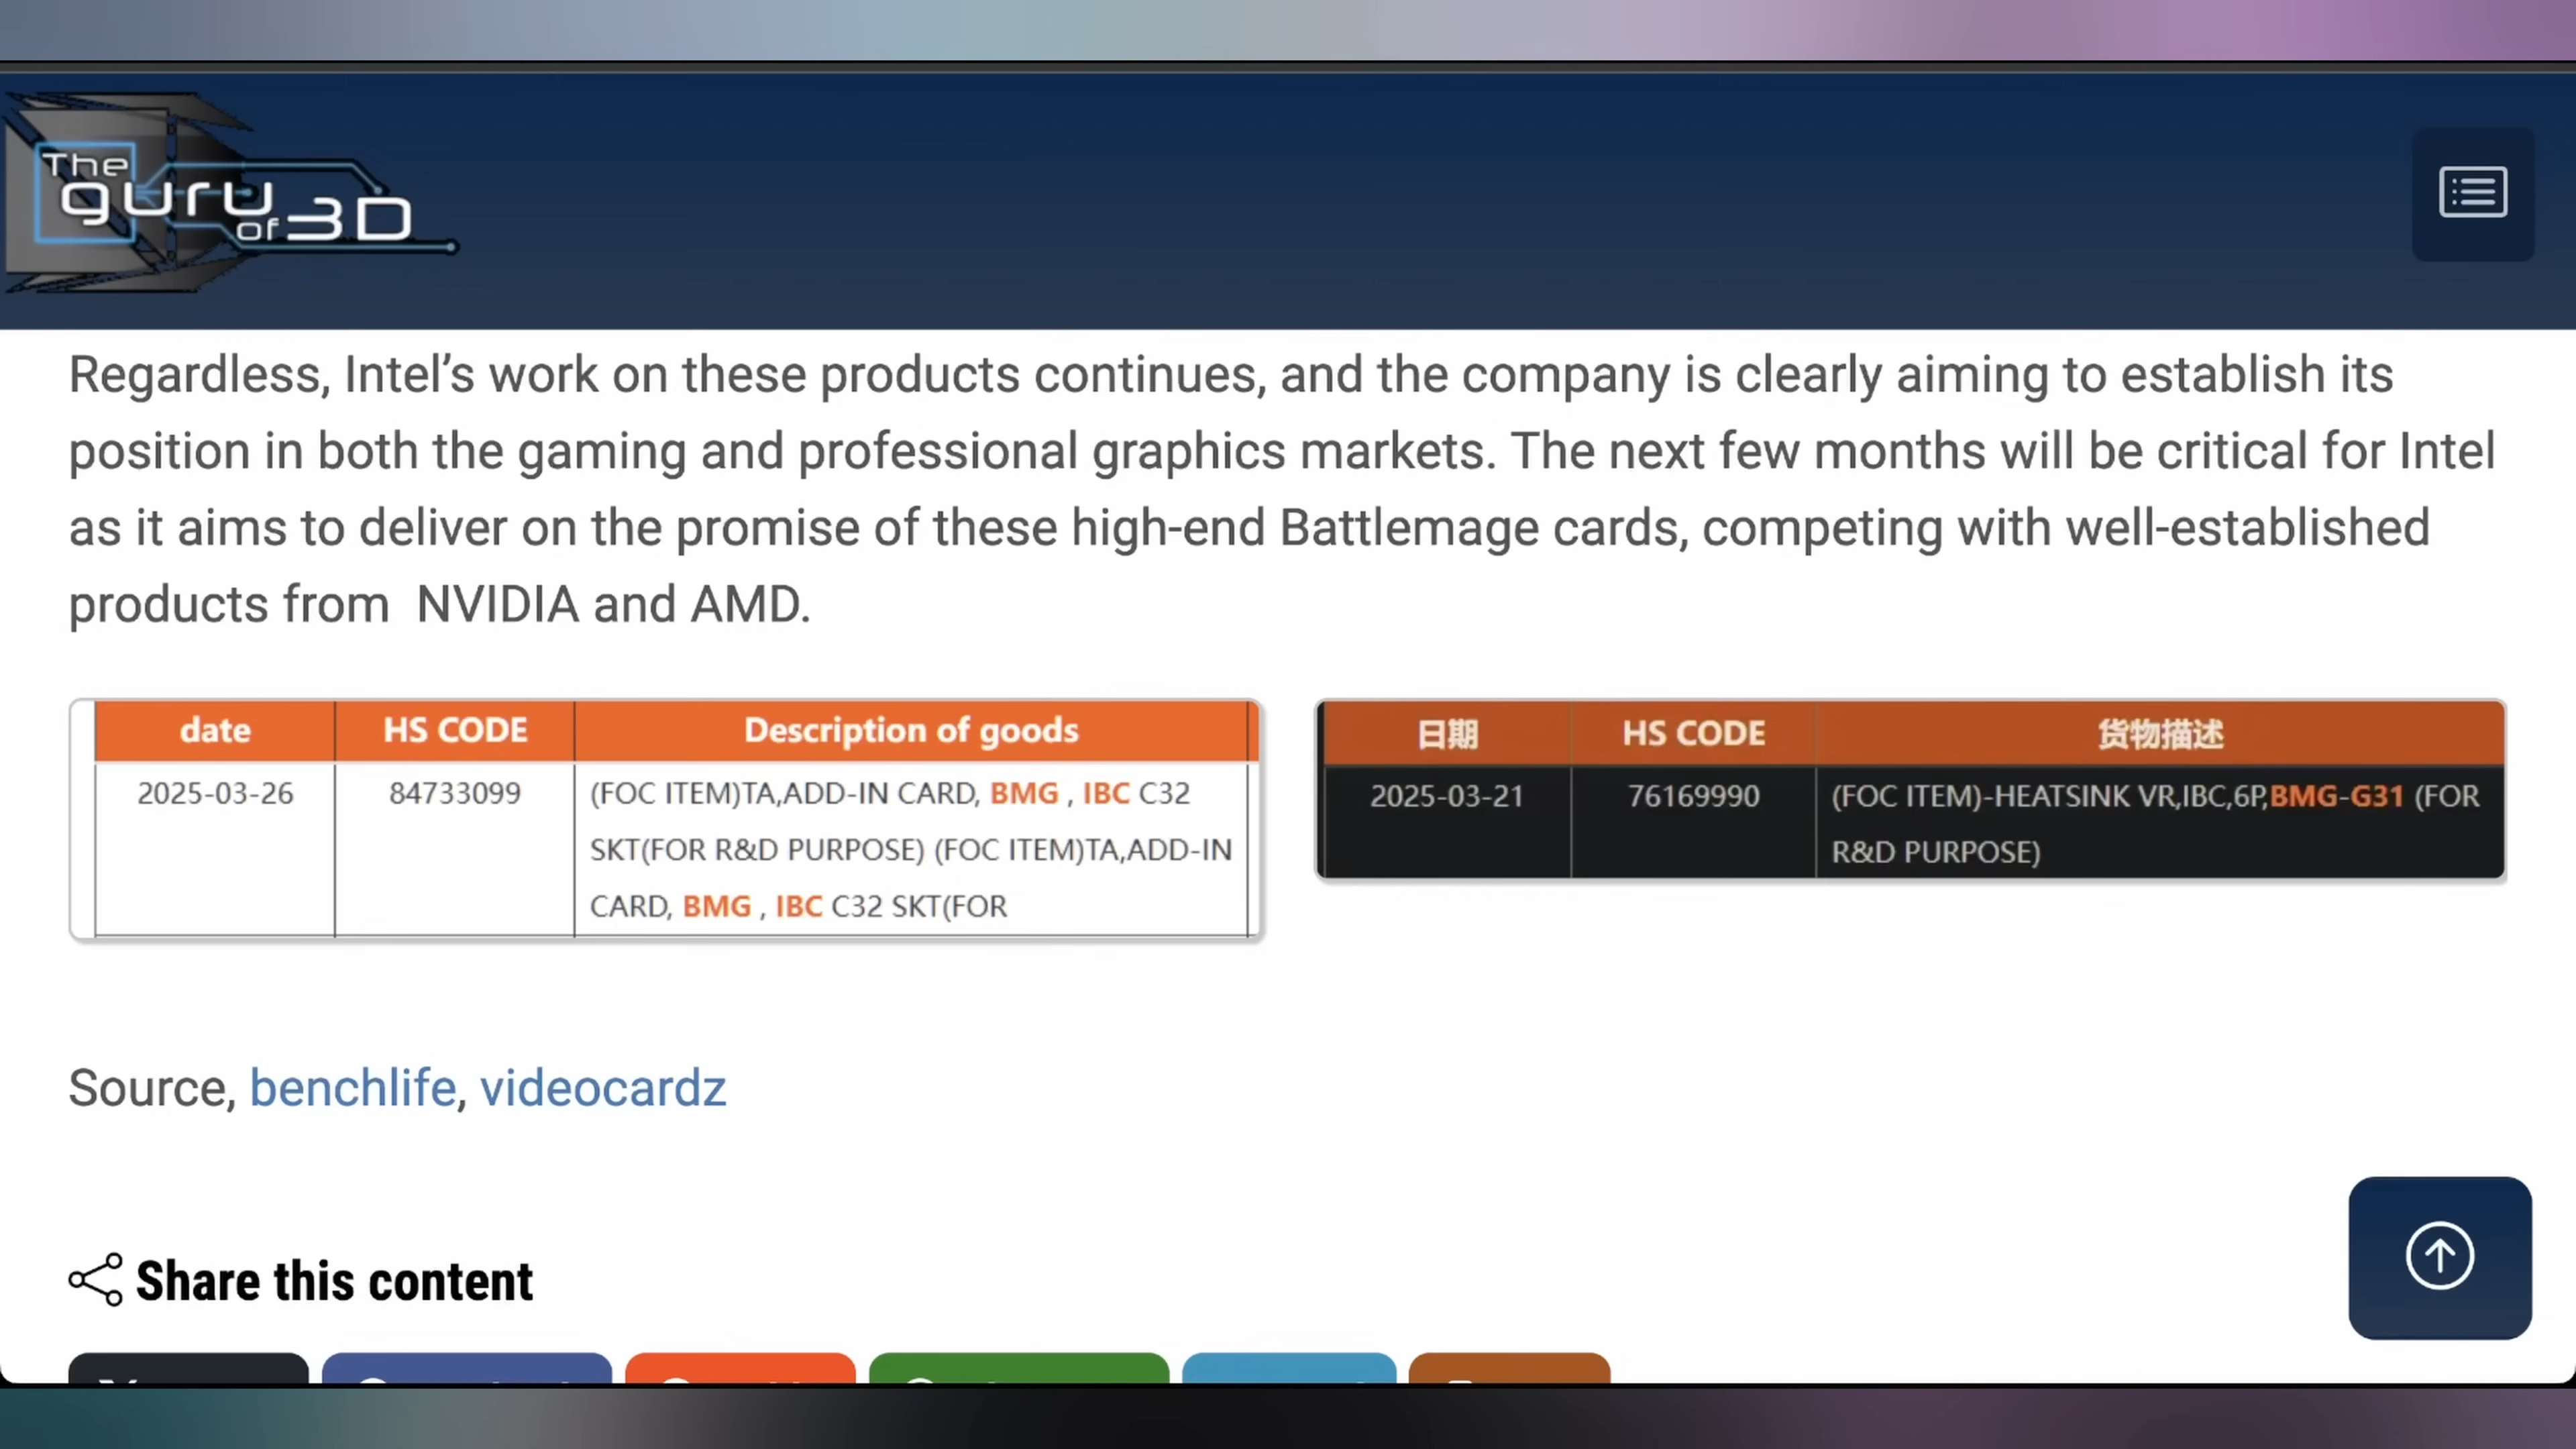 The
guru
of 3D
Regardless, Intel’s work on these products continues, and the company is clearly aiming to establish its
position in both the gaming and professional graphics markets. The next few months will be critical for Intel
as it aims to deliver on the promise of these high-end Battlemage cards, competing with well-established
products from  NVIDIA and AMD.
date HS CODE Description of goods
2025-03-26 84733099 (FOC ITEM)TA,ADD-IN CARD, BMG , IBC C32
SKT(FOR R&D PURPOSE) (FOC ITEM)TA,ADD-IN
CARD, BMG , IBC C32 SKT(FOR
日期 HS CODE 货物描述
2025-03-21 76169990 (FOC ITEM)-HEATSINK VR,IBC,6P,BMG-G31 (FOR
R&D PURPOSE)
Source, benchlife, videocardz
Share this content